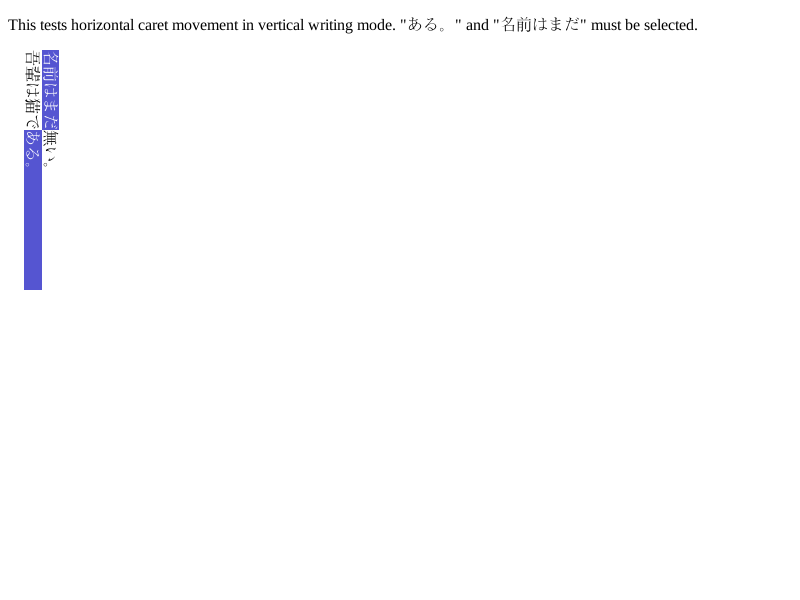 This tests horizontal caret movement in vertical writing mode. "ある。" and "名前はまだ" must be selected.
吾輩は猫である。
名前はまだ無い。